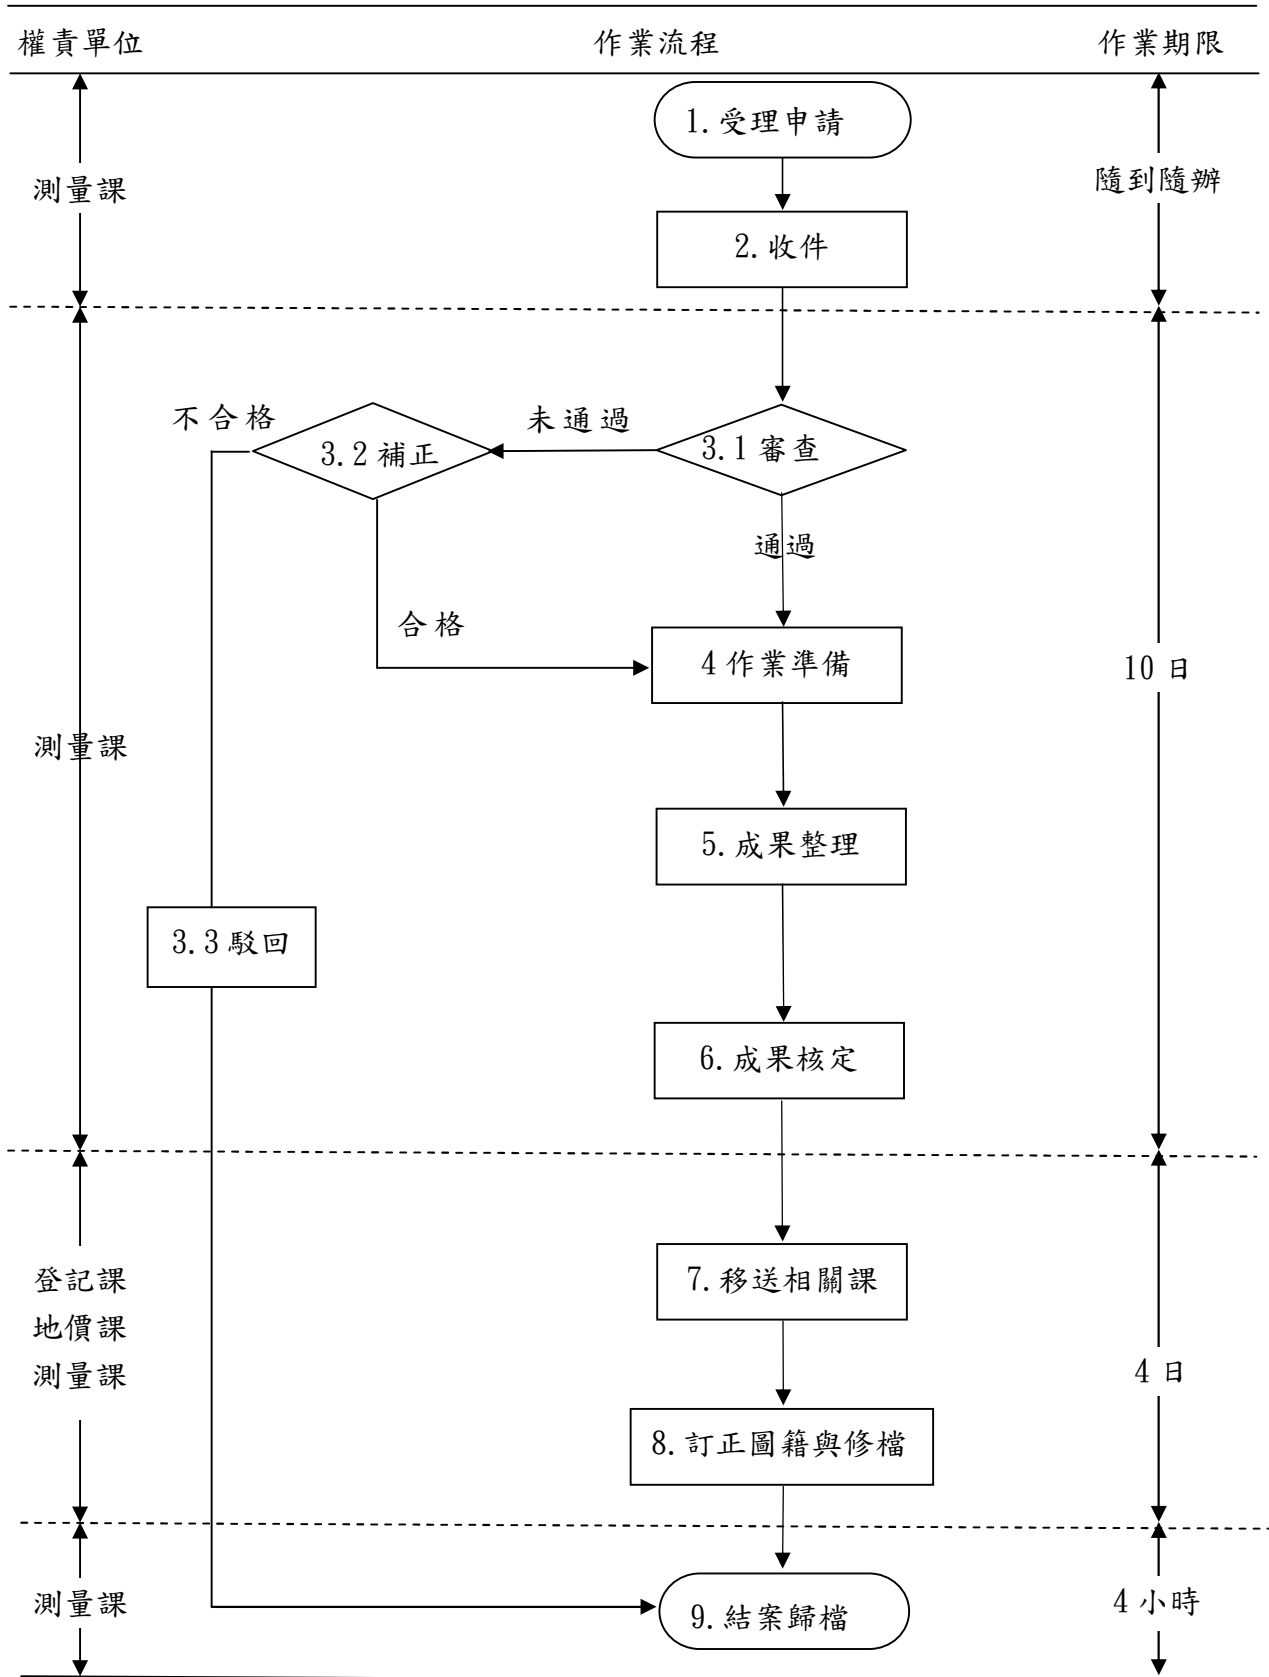 權責單位 作業流程 作業期限
1.受理申請
測量課 隨到隨辦
2.收件
不合格 未通過
3.2補正 3.1審查
通過
合格
4作業準備 10日
測量課
5.成果整理
3.3駁回
6.成果核定
登記課 7.移送相關課
地價課
測量課 4日
8.訂正圖籍與修檔
測量課 9.結案歸檔 4小時